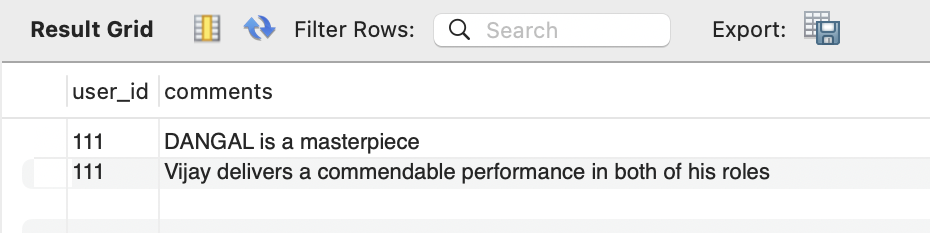 Result Grid Filter Rows: Search Export:
user_id comments
111 DANGAL is a masterpiece
111 Vijay delivers a commendable performance in both of his roles